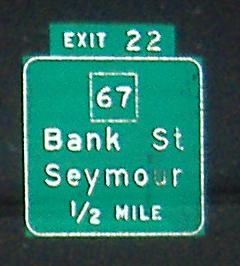 EXIT 22
67
Bank St
Seymour
1/2 MILE